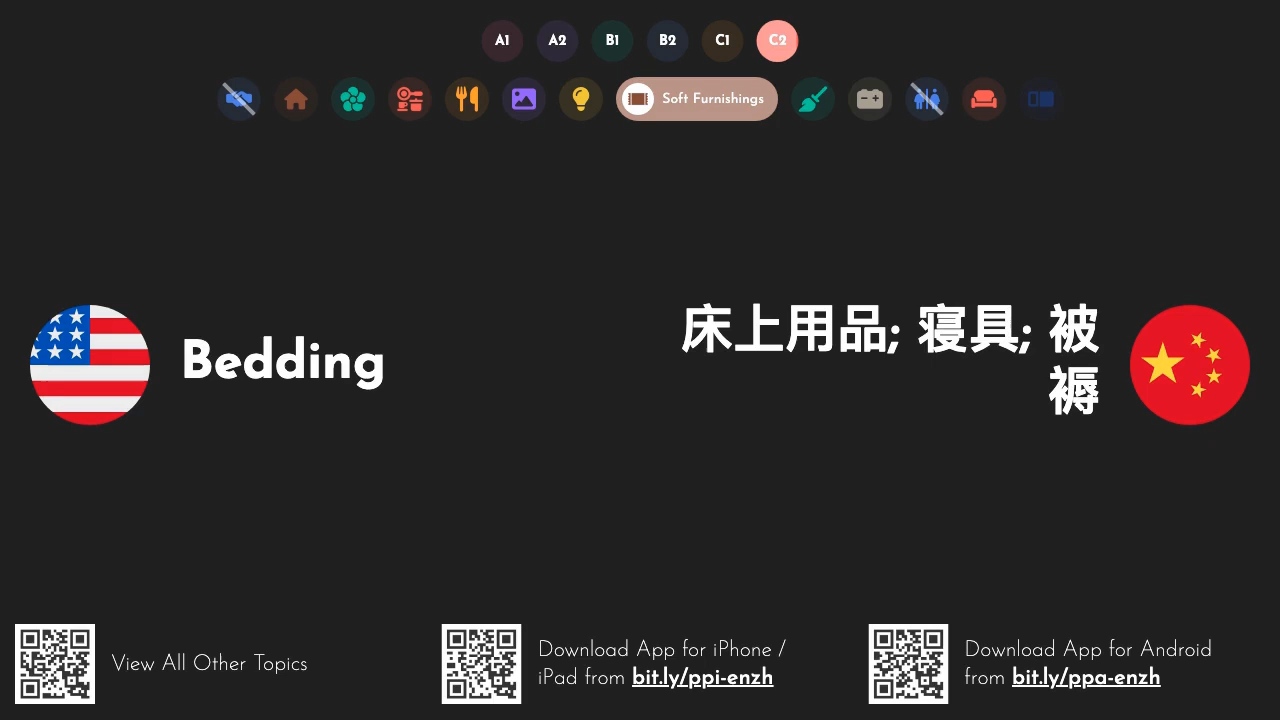 A1 A2 B1 B2 C1 C2
Soft Furnishings
Bedding
床上用品; 寝具; 被
褥
View All Other Topics
Download App for iPhone /
iPad from bit.ly/ppi-enzh
Download App for Android
from bit.ly/ppa-enzh